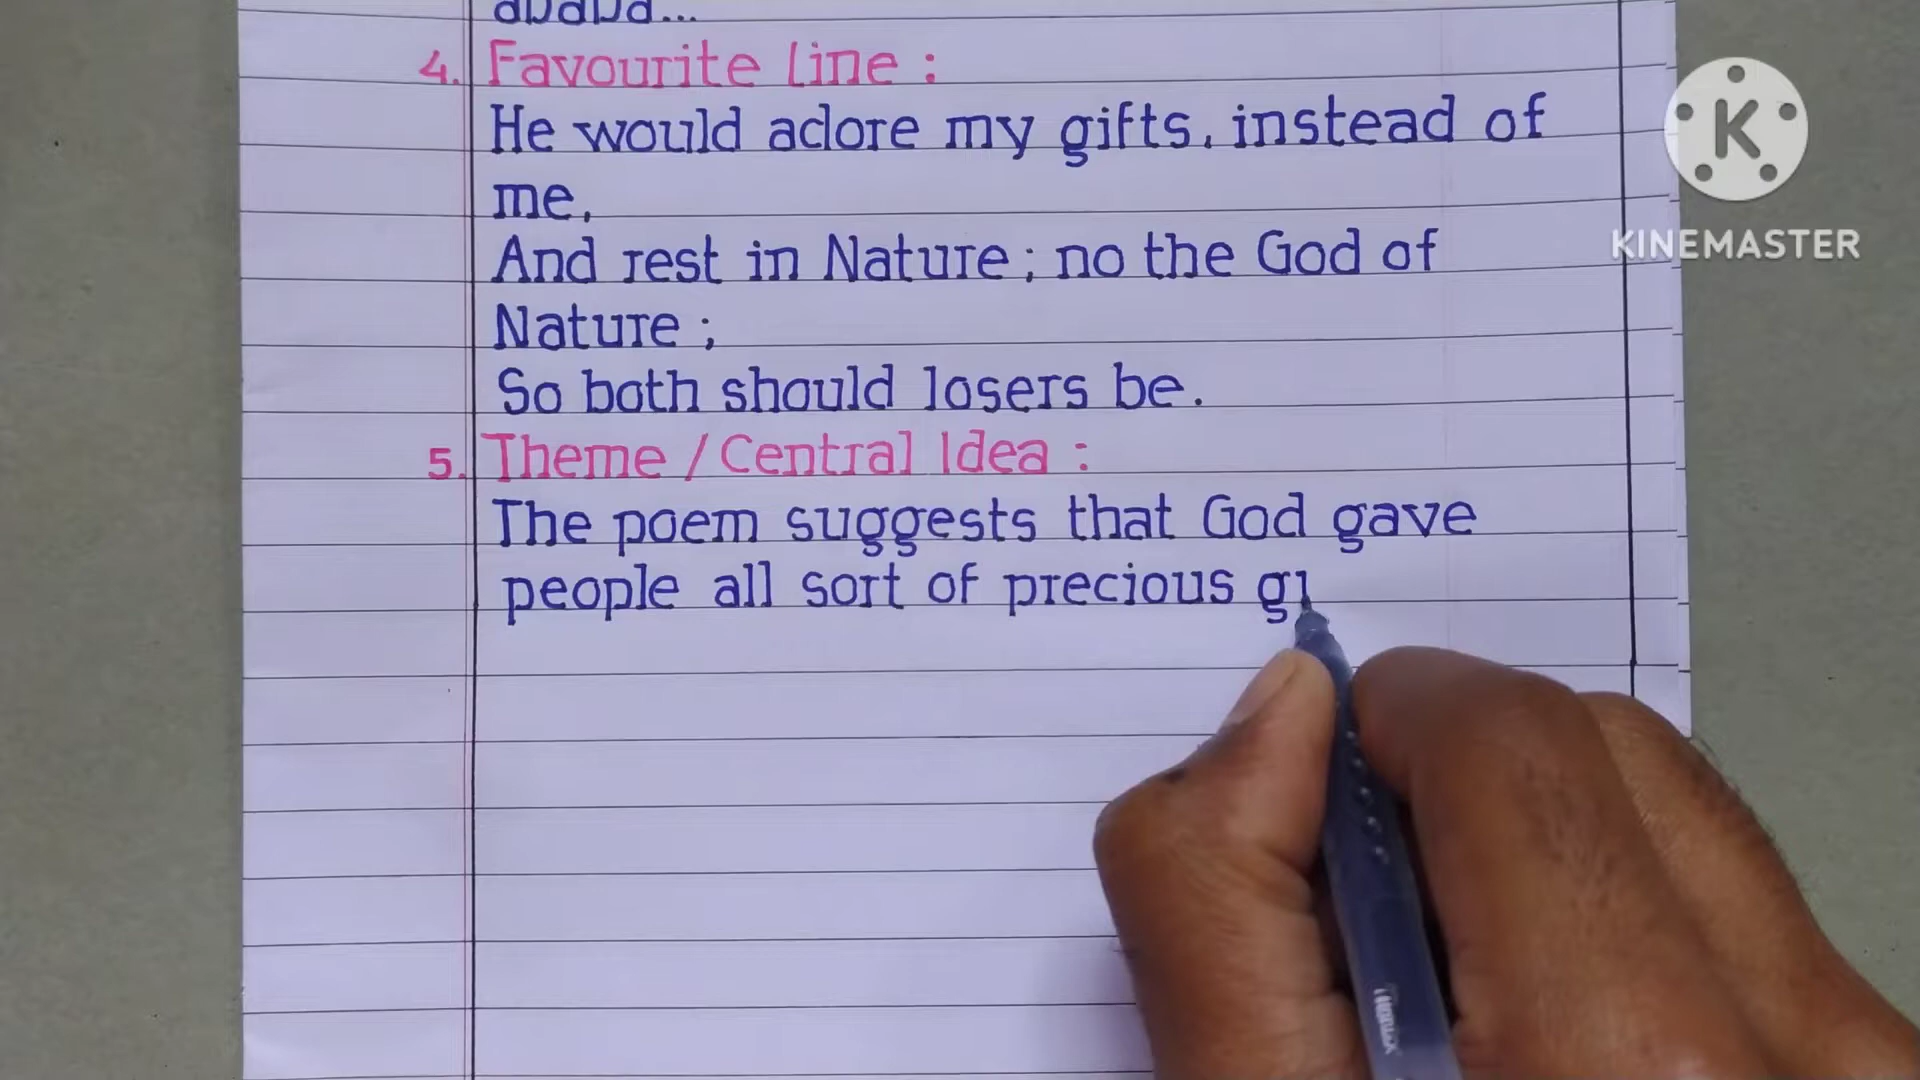 ababa...
4. Favourite line :
He would adore my gifts, instead of
me,
And rest in Nature ; no the God of
Nature ;
So both should losers be.
5. Theme / Central Idea :
The poem suggests that God gave
people all sort of precious gi
K
KINEMASTER